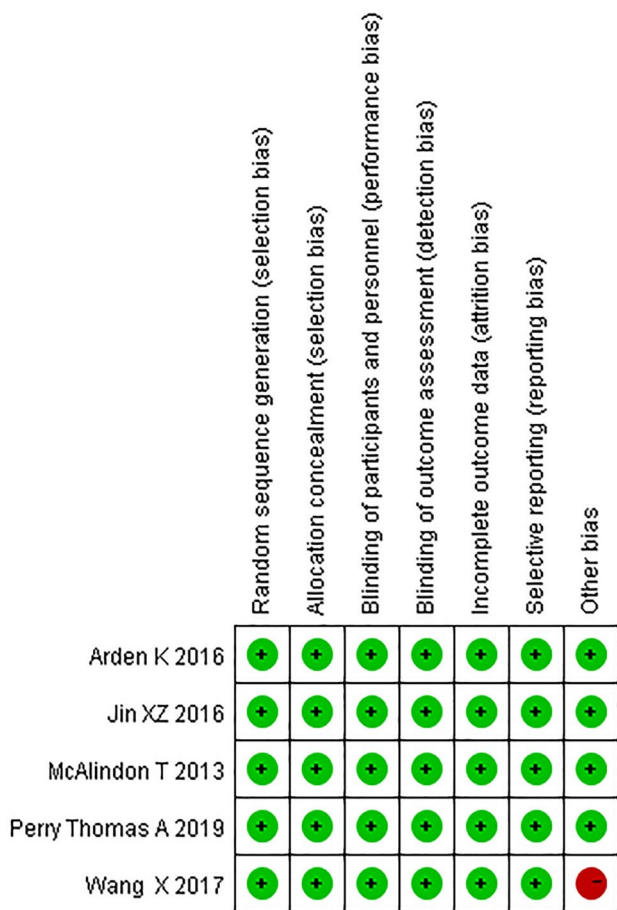 Random sequence generation (selection bias)
Allocation concealment (selection bias)
Blinding of participants and personnel (performance bias)
Blinding of outcome assessment (detection bias)
Incomplete outcome data (attrition bias)
Selective reporting (reporting bias)
Other bias
Arden K 2016 + + + + + + +
Jin XZ 2016 + + + + + + +
McAlindon T 2013 + + + + + + +
Perry Thomas A 2019 + + + + + + +
Wang X 2017 + + + + + + -